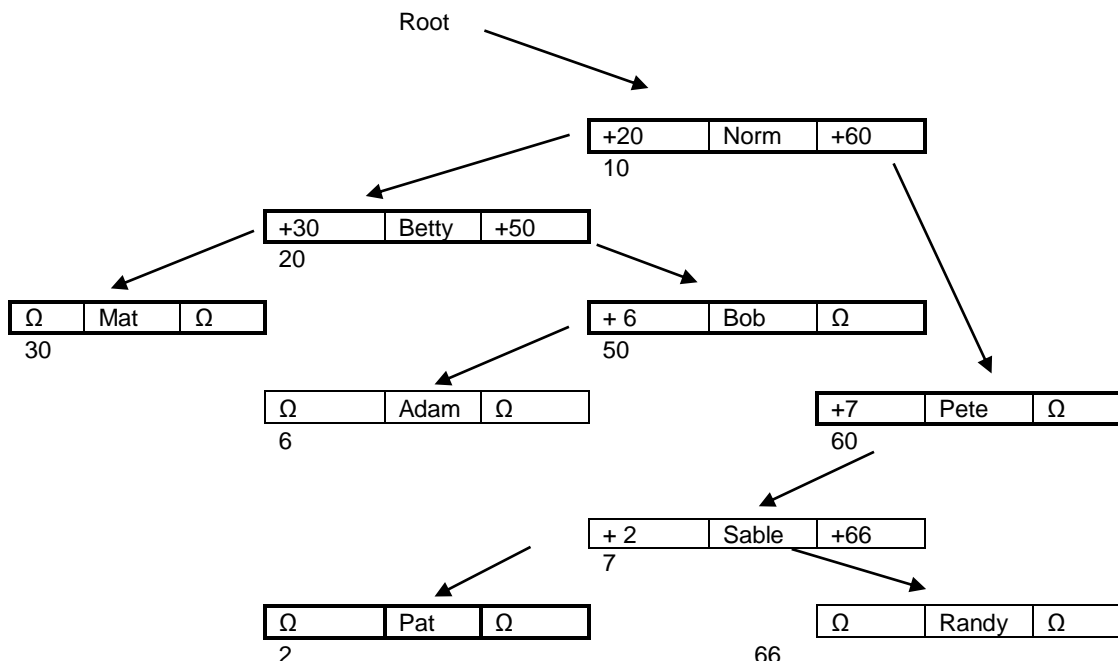 Root
+20 Norm +60
10
+30 Betty +50
20
Ω Mat Ω
+ 6 Bob Ω
30
50
Ω Adam Ω
+7 Pete Ω
6
60
+ 2 Sable +66
7
Ω Pat Ω
Ω Randy Ω
2
66